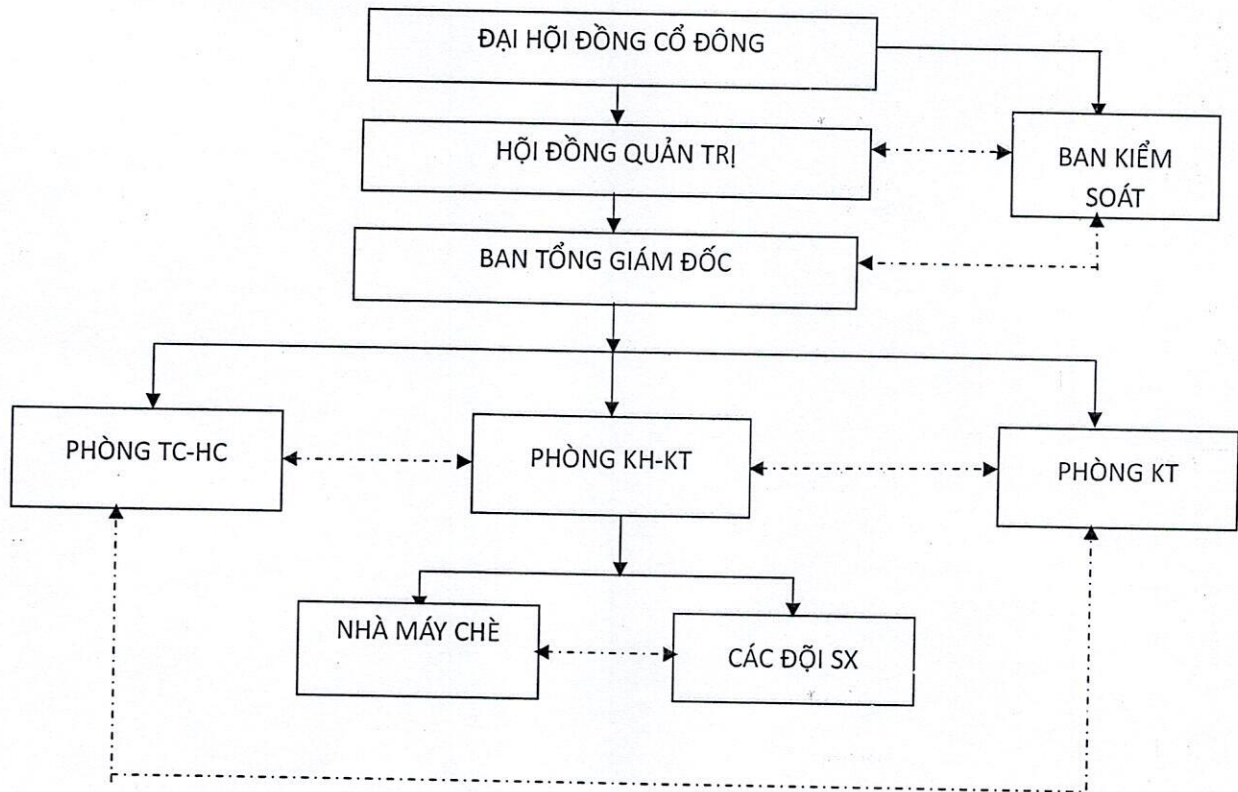 ĐẠI HỘI ĐỒNG CỔ ĐÔNG
HỘI ĐỒNG QUẢN TRỊ
BAN KIỂM
SOÁT
BAN TỔNG GIÁM ĐỐC
PHÒNG TC-HC
PHÒNG KH-KT
PHÒNG KT
NHÀ MÁY CHÈ
CÁC ĐỘI SX